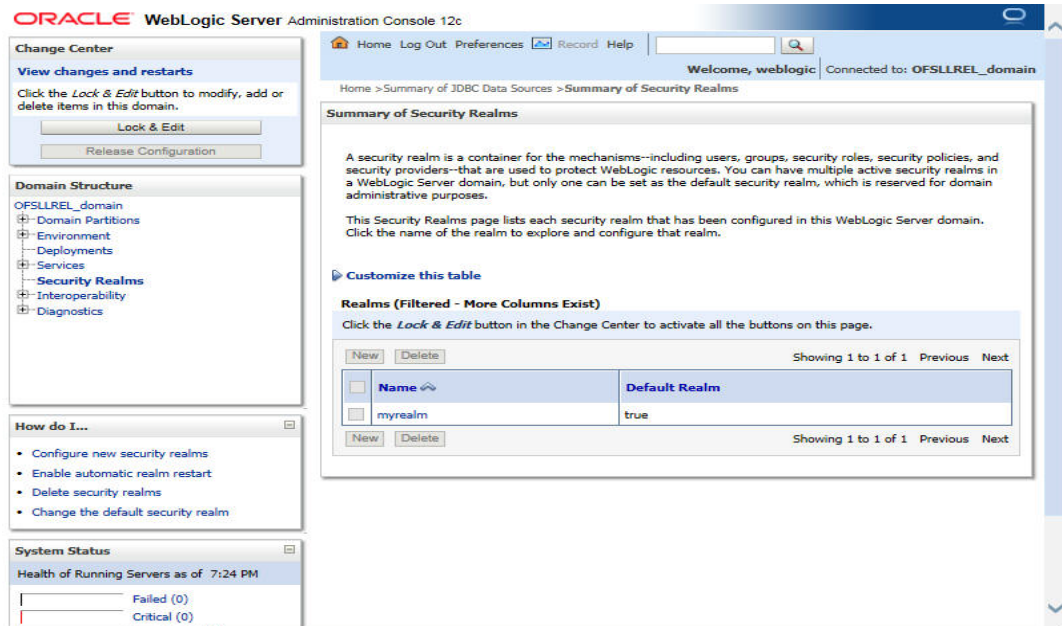 ORACLE WebLogic Server Administration Console 12c
Change Center
View changes and restarts
Click the Lock & Edit button to modify, add or
delete items in this domain.
Lock & Edit
Release Configuration
Domain Structure
OFSLLREL_domain
Domain Partitions
Environment
Deployments
Services
Security Realms
Interoperability
Diagnostics
How do I...
Configure new security realms
Enable automatic realm restart
Delete security realms
Change the default security realm
System Status
Health of Running Servers as of 7:24 PM
Failed (0)
Critical (0)
Home Log Out Preferences Record Help
Welcome, weblogic Connected to: OFSLLREL_domain
Home >Summary of JDBC Data Sources >Summary of Security Realms
Summary of Security Realms
A security realm is a container for the mechanisms--including users, groups, security roles, security policies, and
security providers--that are used to protect WebLogic resources. You can have multiple active security realms in
a WebLogic Server domain, but only one can be set as the default security realm, which is reserved for domain
administrative purposes.
This Security Realms page lists each security realm that has been configured in this WebLogic Server domain.
Click the name of the realm to explore and configure that realm.
Customize this table
Realms (Filtered - More Columns Exist)
Click the Lock & Edit button in the Change Center to activate all the buttons on this page.
New Delete Showing 1 to 1 of 1 Previous Next
Name Default Realm
myrealm true
New Delete Showing 1 to 1 of 1 Previous Next